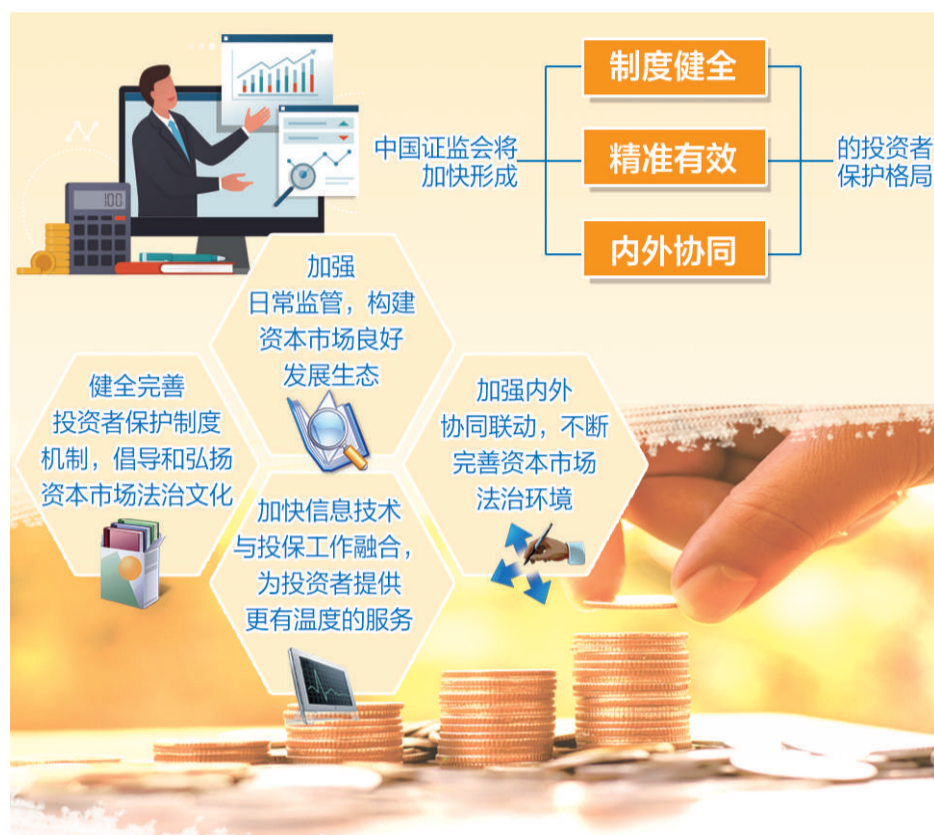 100
中国证监会将
加快形成
制度健全
精准有效
内外协同
的投资者
保护格局
加强
日常监管，构建
资本市场良好
发展生态
健全完善
投资者保护制度
机制，倡导和弘扬
资本市场法治文化
加强内外
协同联动，不断
完善资本市场
法治环境
加快信息技术
与投保工作融合，
为投资者提供
更有温度的服务